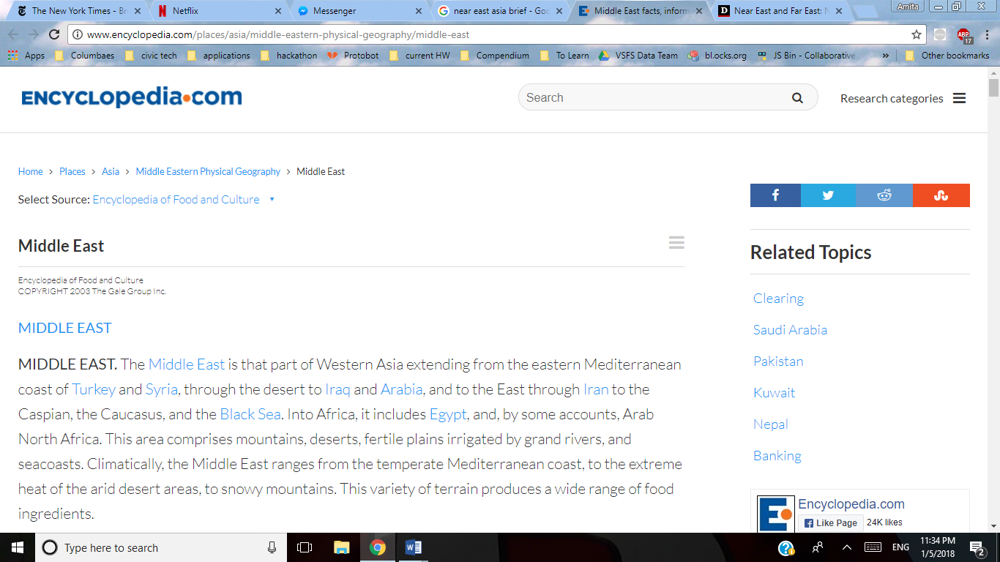 The New York Times - Br
Netflix
Messenger
near east asia brief - Goo
Middle East facts, inform
Near East and Far East: N
Amita
www.encyclopedia.com/places/asia/middle-eastern-physical-geography/middle-east
ABP
17
Apps
Columbaes
civic tech
applications
hackathon
Protobot
current HW
Compendium
To Learn
VSFS Data Team
bl.ocks.org
JS Bin - Collaborative
»
Other bookmarks
ENCYCLOPEDIA.com
Search
Research categories
Home > Places > Asia > Middle Eastern Physical Geography > Middle East
Select Source: Encyclopedia of Food and Culture
Middle East
Encyclopedia of Food and Culture
COPYRIGHT 2003 The Gale Group Inc.
MIDDLE EAST
MIDDLE EAST. The Middle East is that part of Western Asia extending from the eastern Mediterranean
coast of Turkey and Syria, through the desert to Iraq and Arabia, and to the East through Iran to the
Caspian, the Caucasus, and the Black Sea. Into Africa, it includes Egypt, and, by some accounts, Arab
North Africa. This area comprises mountains, deserts, fertile plains irrigated by grand rivers, and
seacoasts. Climatically, the Middle East ranges from the temperate Mediterranean coast, to the extreme
heat of the arid desert areas, to snowy mountains. This variety of terrain produces a wide range of food
ingredients.
Related Topics
Clearing
Saudi Arabia
Pakistan
Kuwait
Nepal
Banking
Encyclopedia.com
Like Page
24K likes
Type here to search
ENG
11:34 PM
1/5/2018
2